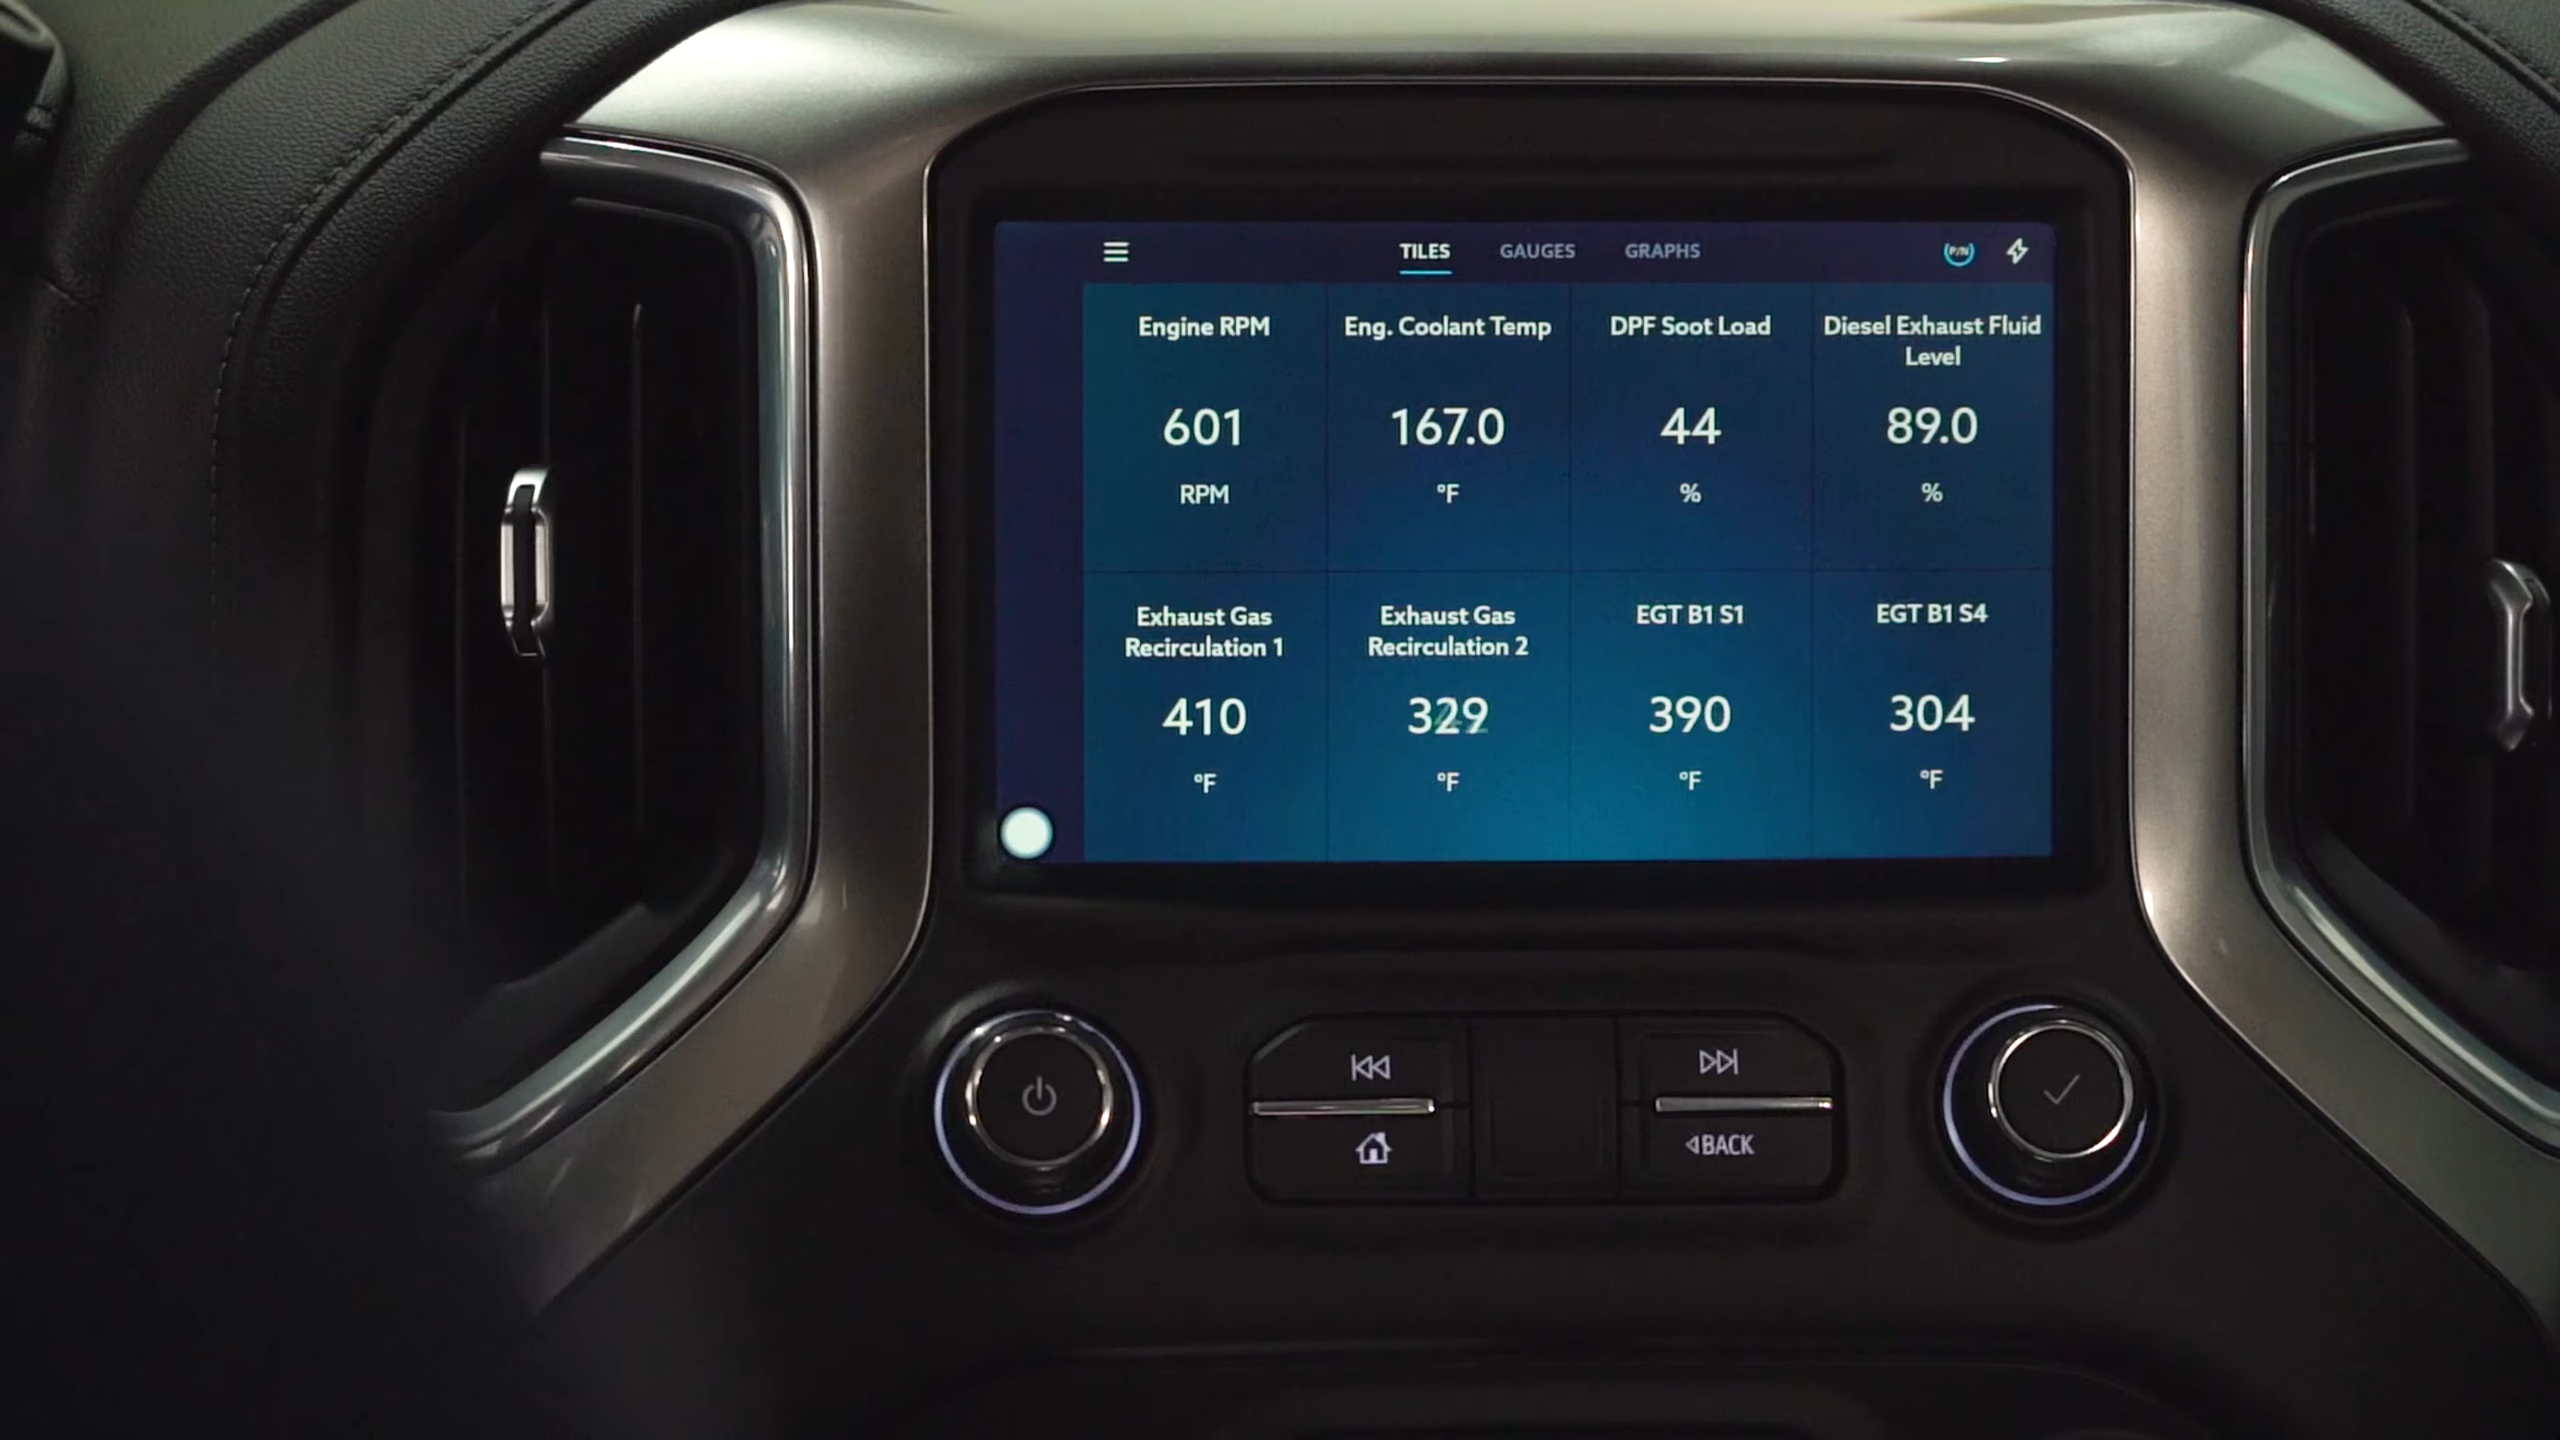 TILES GAUGES GRAPHS P/N
Engine RPM
601
RPM
Eng. Coolant Temp
167.0
°F
DPF Soot Load
44
%
Diesel Exhaust Fluid
Level
89.0
%
Exhaust Gas
Recirculation 1
410
°F
Exhaust Gas
Recirculation 2
329
°F
EGT B1 S1
390
°F
EGT B1 S4
304
°F
BACK